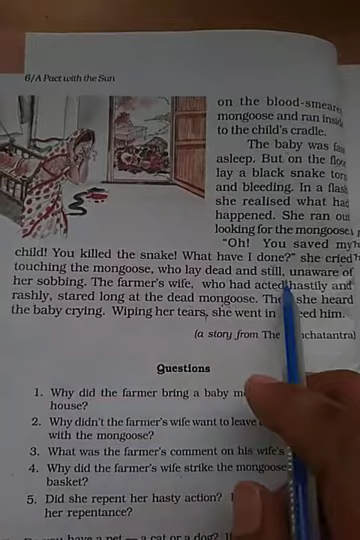 6/A Pact with the Sun
on the blood-smeared
mongoose and ran inside
to the child's cradle.
The baby was fast
asleep. But on the floor
lay a black snake torn
and bleeding. In a flash
she realised what had
happened. She ran out
looking for the mongoose.
"Oh! You saved my
child! You killed the snake! What have I done?" she cried
touching the mongoose, who lay dead and still, unaware of
her sobbing. The farmer's wife, who had acted hastily and
rashly, stared long at the dead mongoose. she heard
the baby crying. Wiping her tears, she went in him.
(a story from The
Questions
1. Why did the farmer bring a baby
house?
2. Why didn't the farmer's wife want to leave
with the mongoose?
3. What was the farmer's comment on his wife's
4. Why did the farmer's wife strike the mongoose
basket?
5. Did she repent her hasty action?
her repentance?
have a pet — a cat or a dog?